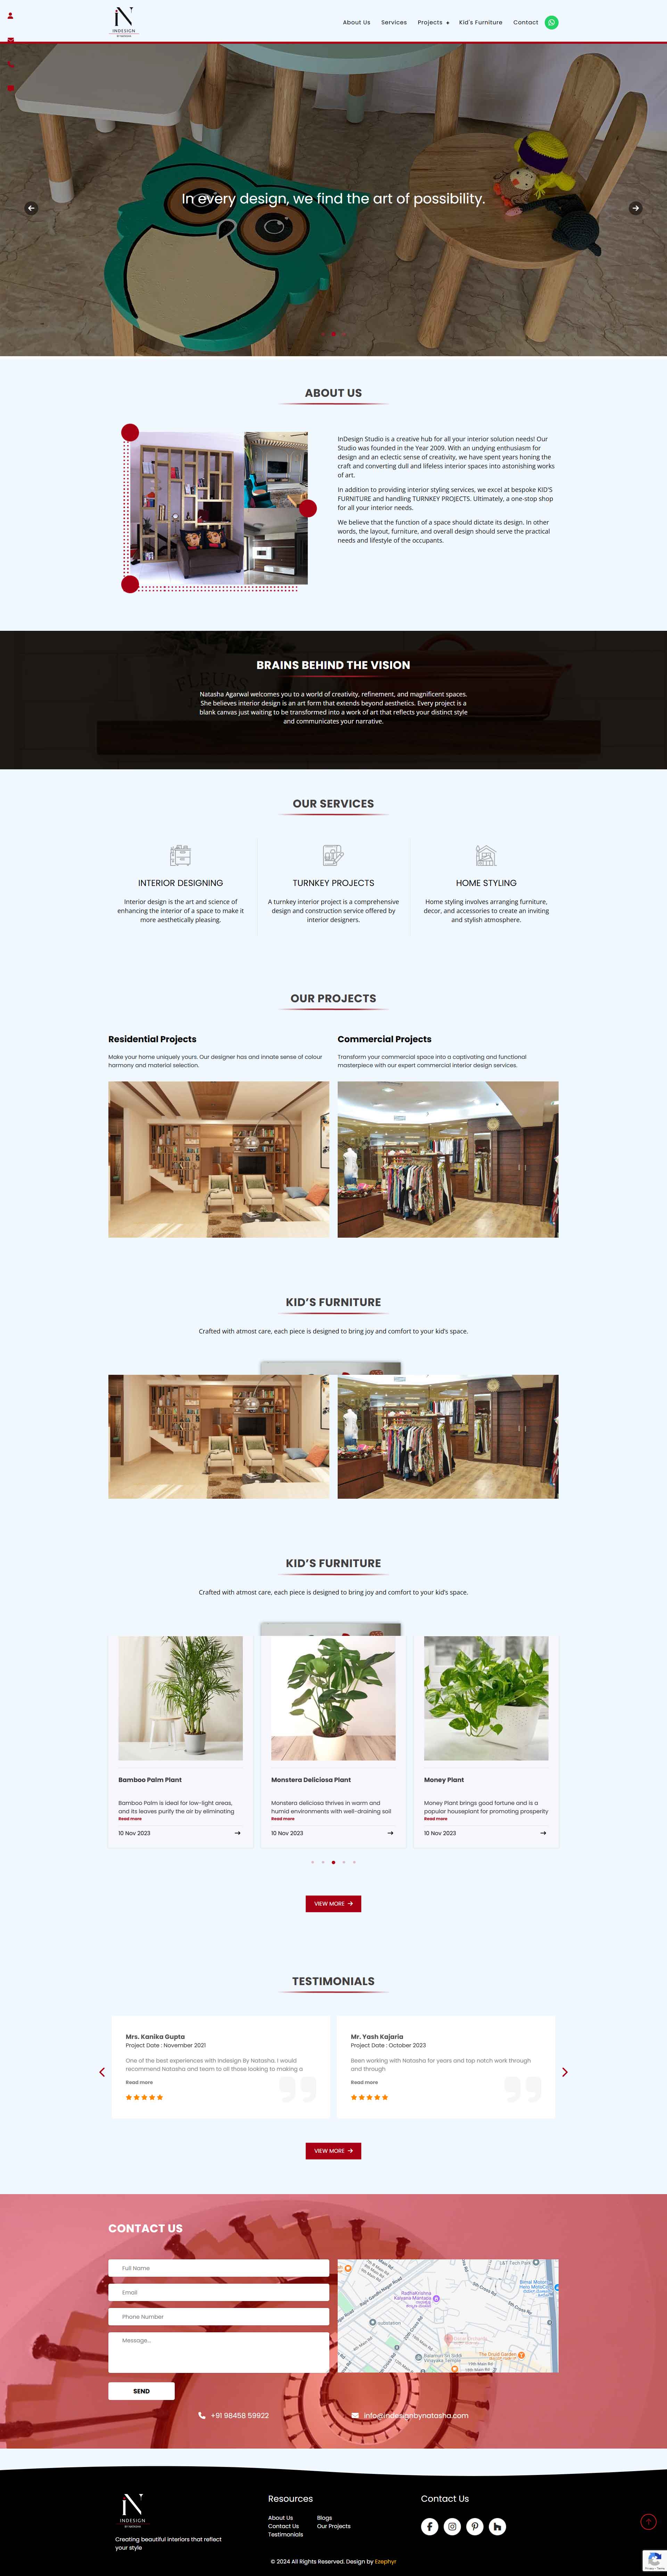 IN
INDESIGN
BY NATASHA
About Us Services Projects + Kid's Furniture Contact
In every design, we find the art of possibility.
ABOUT US
InDesign Studio is a creative hub for all your interior solution needs! Our
Studio was founded in the Year 2009. With an undying enthusiasm for
design and an eclectic sense of creativity, we have spent years honing the
craft and converting dull and lifeless interior spaces into astonishing works
of art.
In addition to providing interior styling services, we excel at bespoke KID'S
FURNITURE and handling TURNKEY PROJECTS. Ultimately, a one-stop shop
for all your interior needs.
We believe that the function of a space should dictate its design. In other
words, the layout, furniture, and overall design should serve the practical
needs and lifestyle of the occupants.
BRAINS BEHIND THE VISION
FLEURS
Natasha Agarwal welcomes you to a world of creativity, refinement, and magnificent spaces.
She believes interior design is an art form that extends beyond aesthetics. Every project is a
blank canvas just waiting to be transformed into a work of art that reflects your distinct style
and communicates your narrative.
OUR SERVICES
INTERIOR DESIGNING
Interior design is the art and science of
enhancing the interior of a space to make it
more aesthetically pleasing.
TURNKEY PROJECTS
A turnkey interior project is a comprehensive
design and construction service offered by
interior designers.
HOME STYLING
Home styling involves arranging furniture,
decor, and accessories to create an inviting
and stylish atmosphere.
OUR PROJECTS
Residential Projects
Make your home uniquely yours. Our designer has and innate sense of colour
harmony and material selection.
Commercial Projects
Transform your commercial space into a captivating and functional
masterpiece with our expert commercial interior design services.
KID'S FURNITURE
Crafted with atmost care, each piece is designed to bring joy and comfort to your kid's space.
KID'S FURNITURE
Crafted with atmost care, each piece is designed to bring joy and comfort to your kid's space.
Bamboo Palm Plant
Bamboo Palm is ideal for low-light areas,
and its leaves purify the air by eliminating
Read more
10 Nov 2023
Monstera Deliciosa Plant
Monstera deliciosa thrives in warm and
humid environments with well-draining soil
Read more
10 Nov 2023
Money Plant
Money Plant brings good fortune and is a
popular houseplant for promoting prosperity
Read more
10 Nov 2023
VIEW MORE
TESTIMONIALS
Mrs. Kanika Gupta
Project Date : November 2021
One of the best experiences with Indesign By Natasha, I would
recommend Natasha and team to all those looking to making a
Read more
Mr. Yash Kajaria
Project Date : October 2023
Been working with Natasha for years and top notch work through
and through
Read more
VIEW MORE
CONTACT US
Full Name
Email
Phone Number
Message...
SEND
L&T Tech Park
RadhaKrishna
Kalyana Mantapa
substation
The Druid Garden
Balamuri Sri Siddi
Vinayaka Temple
+91 98458 59922
info@indesignbynatasha.com
IN
INDESIGN
BY NATASHA
Creating beautiful interiors that reflect
your style
Resources
About Us Blogs
Contact Us Our Projects
Testimonials
Contact Us
© 2024 All Rights Reserved. Design by Ezephyr
Privacy - Terms